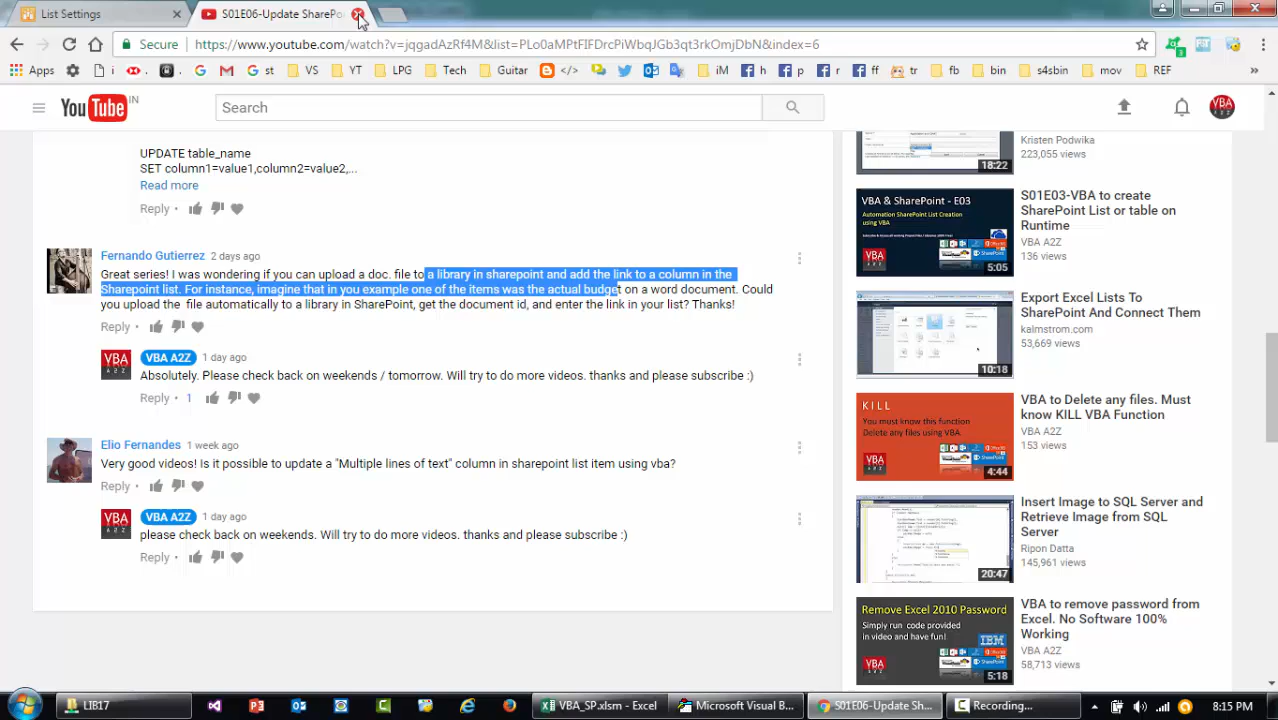 List Settings
S01E06-Update SharePo
Secure
https://www.youtube.com/watch?v=jqgadAzRf4M&list=PLo0aMPtFIFDrcPiWbqJGb3qt3rkOmjDbN&index=6
Apps
st
VS
YT
LPG
Tech
Guitar
</>
iM
h
p
r
ff
tr
s4sbin
mov
REF
YouTube IN
Search
VBA A2Z
UPDATE table_name
SET column1=value1,column2=value2,...
Read more
Reply
Fernando Gutierrez 2 days ago
Great series! I was wondering if I can upload a doc. file to a library in sharepoint and add the link to a column in the
Sharepoint list. For instance, imagine that in you example one of the items was the actual budget on a word document. Could
you upload the file automatically to a library in SharePoint, get the document id, and enter the link in your list? Thanks!
Reply
VBA A2Z
VBA A2Z 1 day ago
Absolutely. Please check back on weekends / tomorrow. Will try to do more videos. thanks and please subscribe :)
Reply 1
Elio Fernandes 1 week ago
Very good videos! Is it possible to update a "Multiple lines of text" column in sharepoint list item using vba?
Reply
VBA A2Z
VBA A2Z 1 day ago
please check back on weekends. Will try to do more videos. thanks and please subscribe :)
Reply
18:22
Kristen Podwika
223,055 views
VBA & SharePoint - E03
Automation SharePoint List Creation
using VBA
VBA
5:05
S01E03-VBA to create
SharePoint List or table on
Runtime
VBA A2Z
136 views
10:18
Export Excel Lists To
SharePoint And Connect Them
kalmstrom.com
53,669 views
KILL
You must know this function
Delete any files using VBA.
VBA
4:44
VBA to Delete any files. Must
know KILL VBA Function
VBA A2Z
153 views
20:47
Insert Image to SQL Server and
Retrieve Image from SQL
Server
Ripon Datta
145,961 views
Remove Excel 2010 Password
Simply run code provided
in video and have fun!
IBM
VBA
5:18
VBA to remove password from
Excel. No Software 100%
Working
VBA A2Z
58,713 views
LIB17
VBA_SP.xlsm - Excel
Microsoft Visual B...
S01E06-Update Sh...
Recording...
8:15 PM